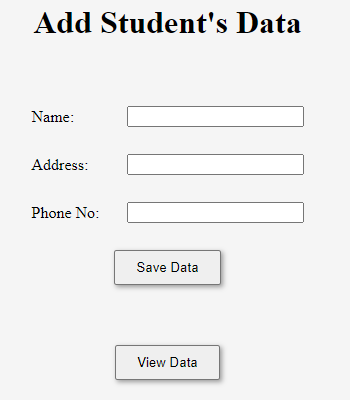 Add Student's Data
Name:
Address:
Phone No:
Save Data
View Data